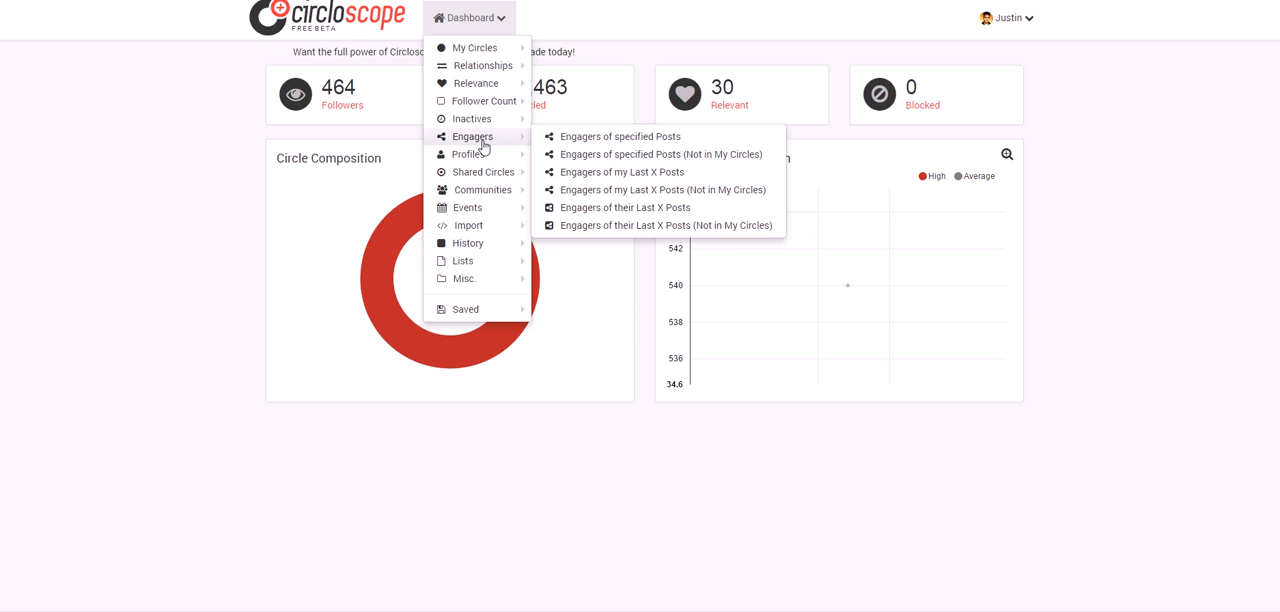 circloscope
FREE BETA
Dashboard
Justin
Want the full power of Circlosc
ade today!
My Circles
Relationships
Relevance
Follower Count
Inactives
Engagers
Profiles
Shared Circles
Communities
Events
Import
History
Lists
Misc.
Saved
Engagers of specified Posts
Engagers of specified Posts (Not in My Circles)
Engagers of my Last X Posts
Engagers of my Last X Posts (Not in My Circles)
Engagers of their Last X Posts
Engagers of their Last X Posts (Not in My Circles)
464
Followers
463
cled
30
Relevant
0
Blocked
Circle Composition
n
High
Average
542
540
538
536
34.6